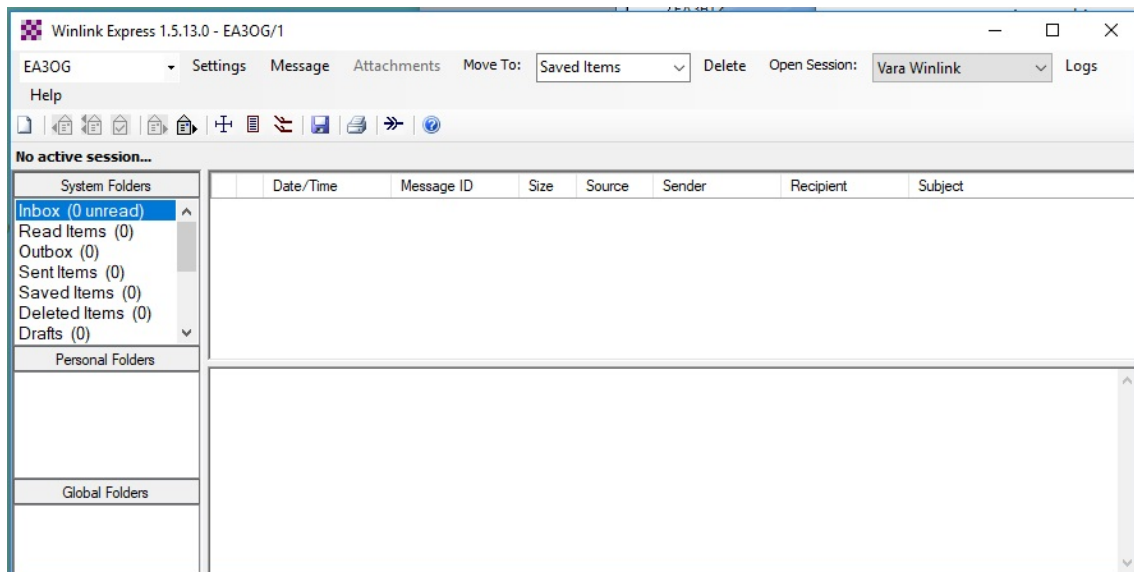 Winlink Express 1.5.13.0 - EA3OG/1
EA3OG Settings Message Attachments Move To: Saved Items Delete Open Session: Vara Winlink Logs
Help
No active session...
System Folders
Inbox (0 unread)
Read Items (0)
Outbox (0)
Sent Items (0)
Saved Items (0)
Deleted Items (0)
Drafts (0)
Personal Folders
Global Folders
Date/Time Message ID Size Source Sender Recipient Subject